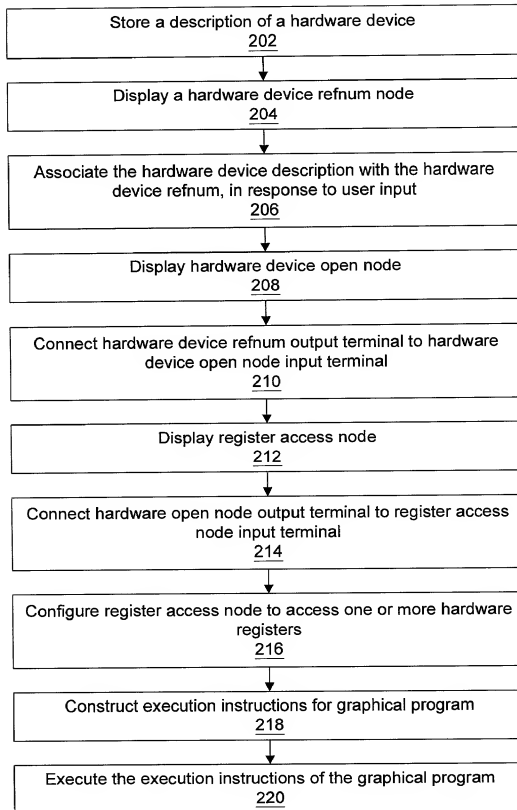 Store a description of a hardware device
202
Display a hardware device refnum node
204
Associate the hardware device description with the hardware
device refnum, in response to user input
206
Display hardware device open node
208
Connect hardware device refnum output terminal to hardware
device open node input terminal
210
Display register access node
212
Connect hardware open node output terminal to register access
node input terminal
214
Configure register access node to access one or more hardware
registers
216
Construct execution instructions for graphical program
218
Execute the execution instructions of the graphical program
220